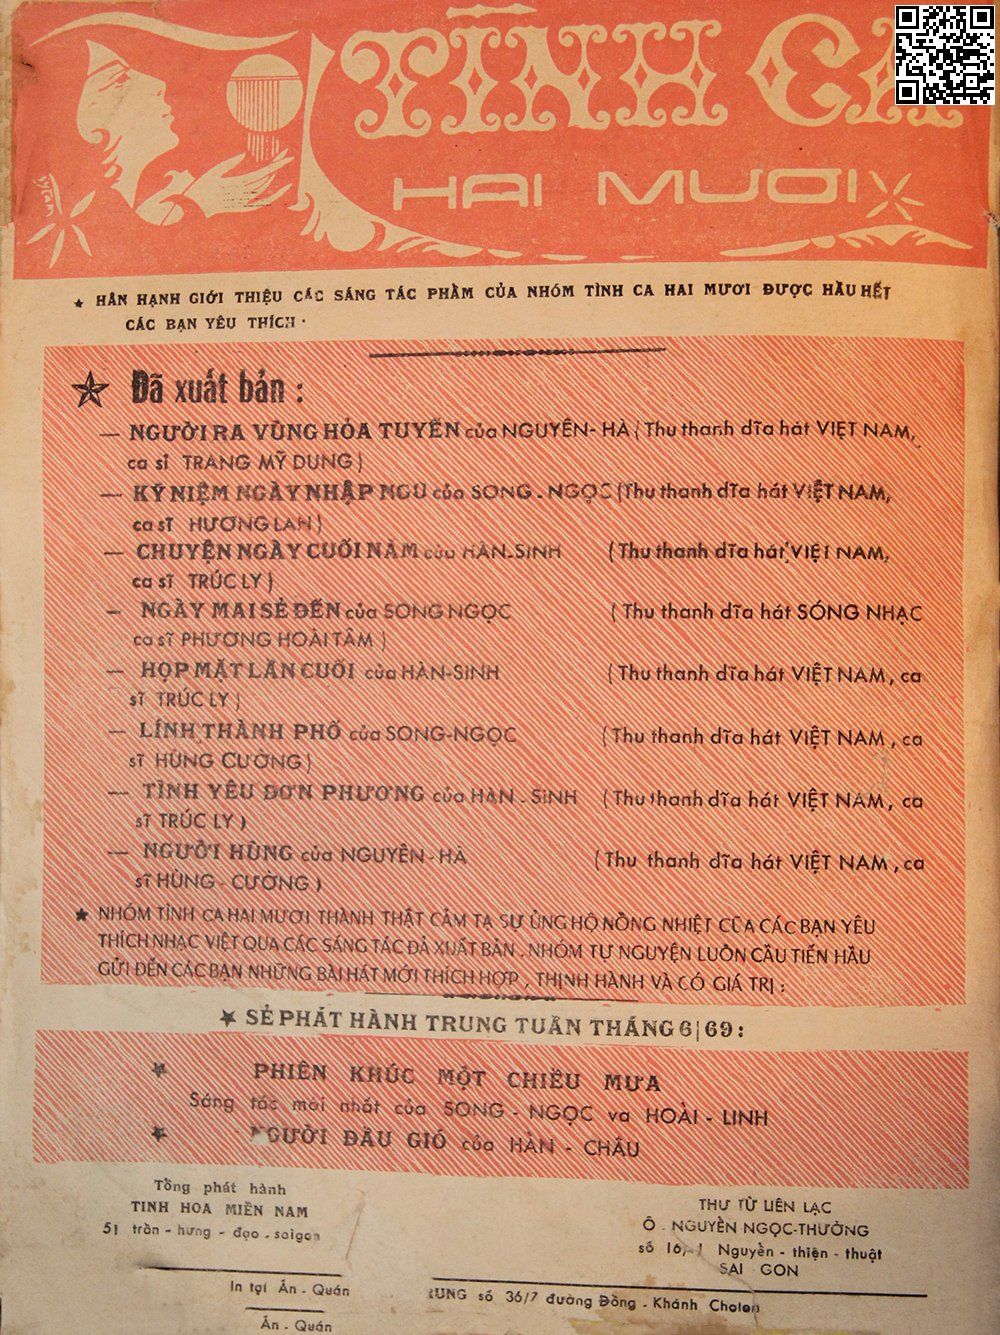 TÌNH CA
HAI MƯƠI
★ HÂN HẠNH GIỚI THIỆU CÁC SÁNG TÁC PHẨM CỦA NHÓM TÌNH CA HAI MƯƠI ĐƯỢC HẦU HẾT
CÁC BẠN YÊU THÍCH.
★ Đã xuất bản :
— NGƯỜI RA VÙNG HỎA TUYẾN của NGUYÊN-HÀ (Thu thanh dĩa hát VIỆT NAM,
ca sỉ TRANG MỸ DUNG)
— KỶ NIỆM NGÀY NHẬP NGŨ của SONG-NGỌC (Thu thanh dĩa hát VIỆT NAM,
ca sĩ HƯƠNG LAN)
— CHUYỆN NGÀY CUỐI NĂM của HÀN-SINH (Thu thanh dĩa hát VIỆT NAM,
ca sĩ TRÚC LY)
— NGÀY MAI SẺ ĐẾN của SONG NGỌC (Thu thanh dĩa hát SÓNG NHẠC
ca sĩ PHƯƠNG HOÀI TÂM)
— HỌP MẶT LẦN CUỐI của HÀN-SINH (Thu thanh dĩa hát VIỆT NAM, ca
sĩ TRÚC LY)
— LÍNH THÀNH PHỐ của SONG-NGỌC (Thu thanh dĩa hát VIỆT NAM, ca
sĩ HÙNG CƯỜNG)
— TÌNH YÊU ĐƠN PHƯƠNG của HÀN-SINH (Thu thanh dĩa hát VIỆT NAM, ca
sĩ TRÚC LY)
— NGƯỜI HÙNG của NGUYÊN-HÀ (Thu thanh dĩa hát VIỆT NAM, ca
sĩ HÙNG-CƯỜNG)
★ NHÓM TÌNH CA HAI MƯƠI THÀNH THẬT CẢM TẠ SỰ ỦNG HỘ NỒNG NHIỆT CỦA CÁC BẠN YÊU
THÍCH NHẠC VIỆT QUA CÁC SÁNG TÁC ĐÃ XUẤT BẢN. NHÓM TỰ NGUYỆN LUÔN CẦU TIẾN HẦU
GỬI ĐẾN CÁC BẠN NHỮNG BÀI HÁT MỚI THÍCH HỢP, THỊNH HÀNH VÀ CÓ GIÁ TRỊ :
★ SẺ PHÁT HÀNH TRUNG TUẦN THÁNG 6/69 :
★ PHIÊN KHÚC MỘT CHIỀU MƯA
Sáng tác mới nhất của SONG-NGỌC va HOÀI-LINH
★ NGƯỜI ĐẦU GIÓ của HÀN-CHÂU
Tổng phát hành
TINH HOA MIỀN NAM
51 trần-hưng-đạo. saigon
THƯ TỪ LIÊN LẠC
Ô. NGUYỄN NGỌC-THƯỞNG
số Nguyễn-thiện-thuật
SAI GON
In tại Ấn-Quán
số 36/7 đường Đồng-Khánh Cholon
Ấn-Quán